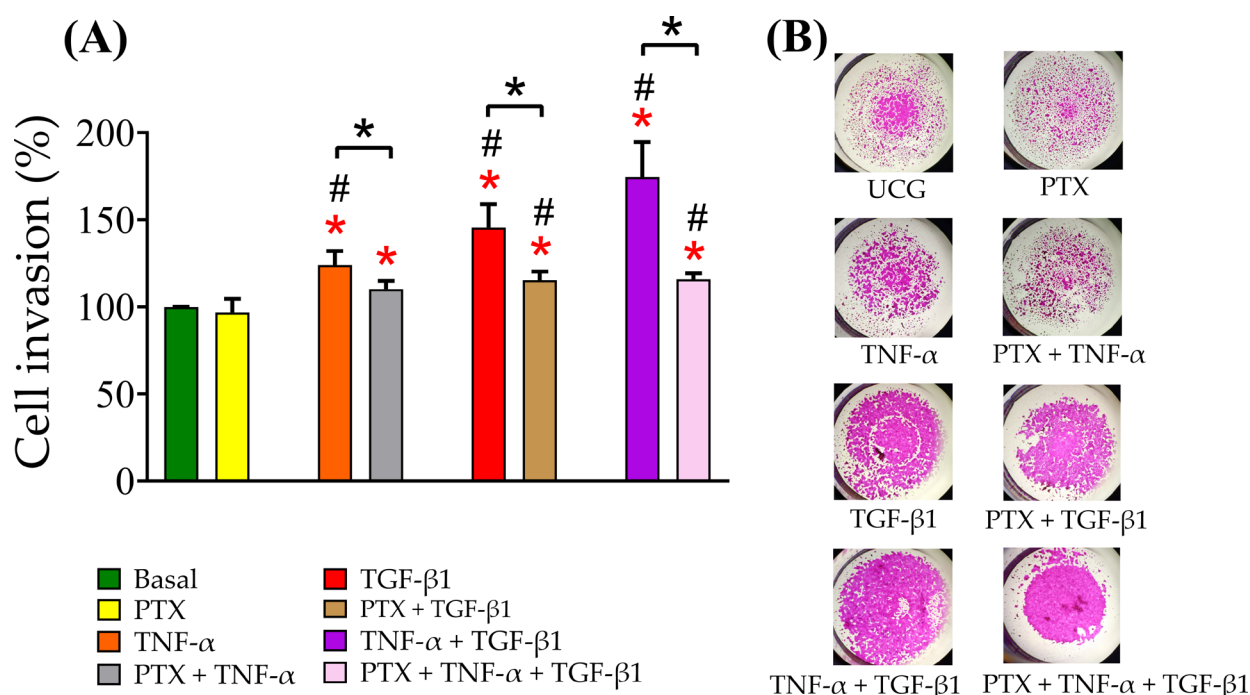 (A)
Cell invasion (%)
200
150
100
50
0
*
*
*
#
*
*
#
*
#
*
#
*
#
*
Basal
PTX
TNF-α
PTX + TNF-α
TGF-β1
PTX + TGF-β1
TNF-α + TGF-β1
PTX + TNF-α + TGF-β1
(B)
UCG
PTX
TNF-α
PTX + TNF-α
TGF-β1
PTX + TGF-β1
TNF-α + TGF-β1
PTX + TNF-α + TGF-β1